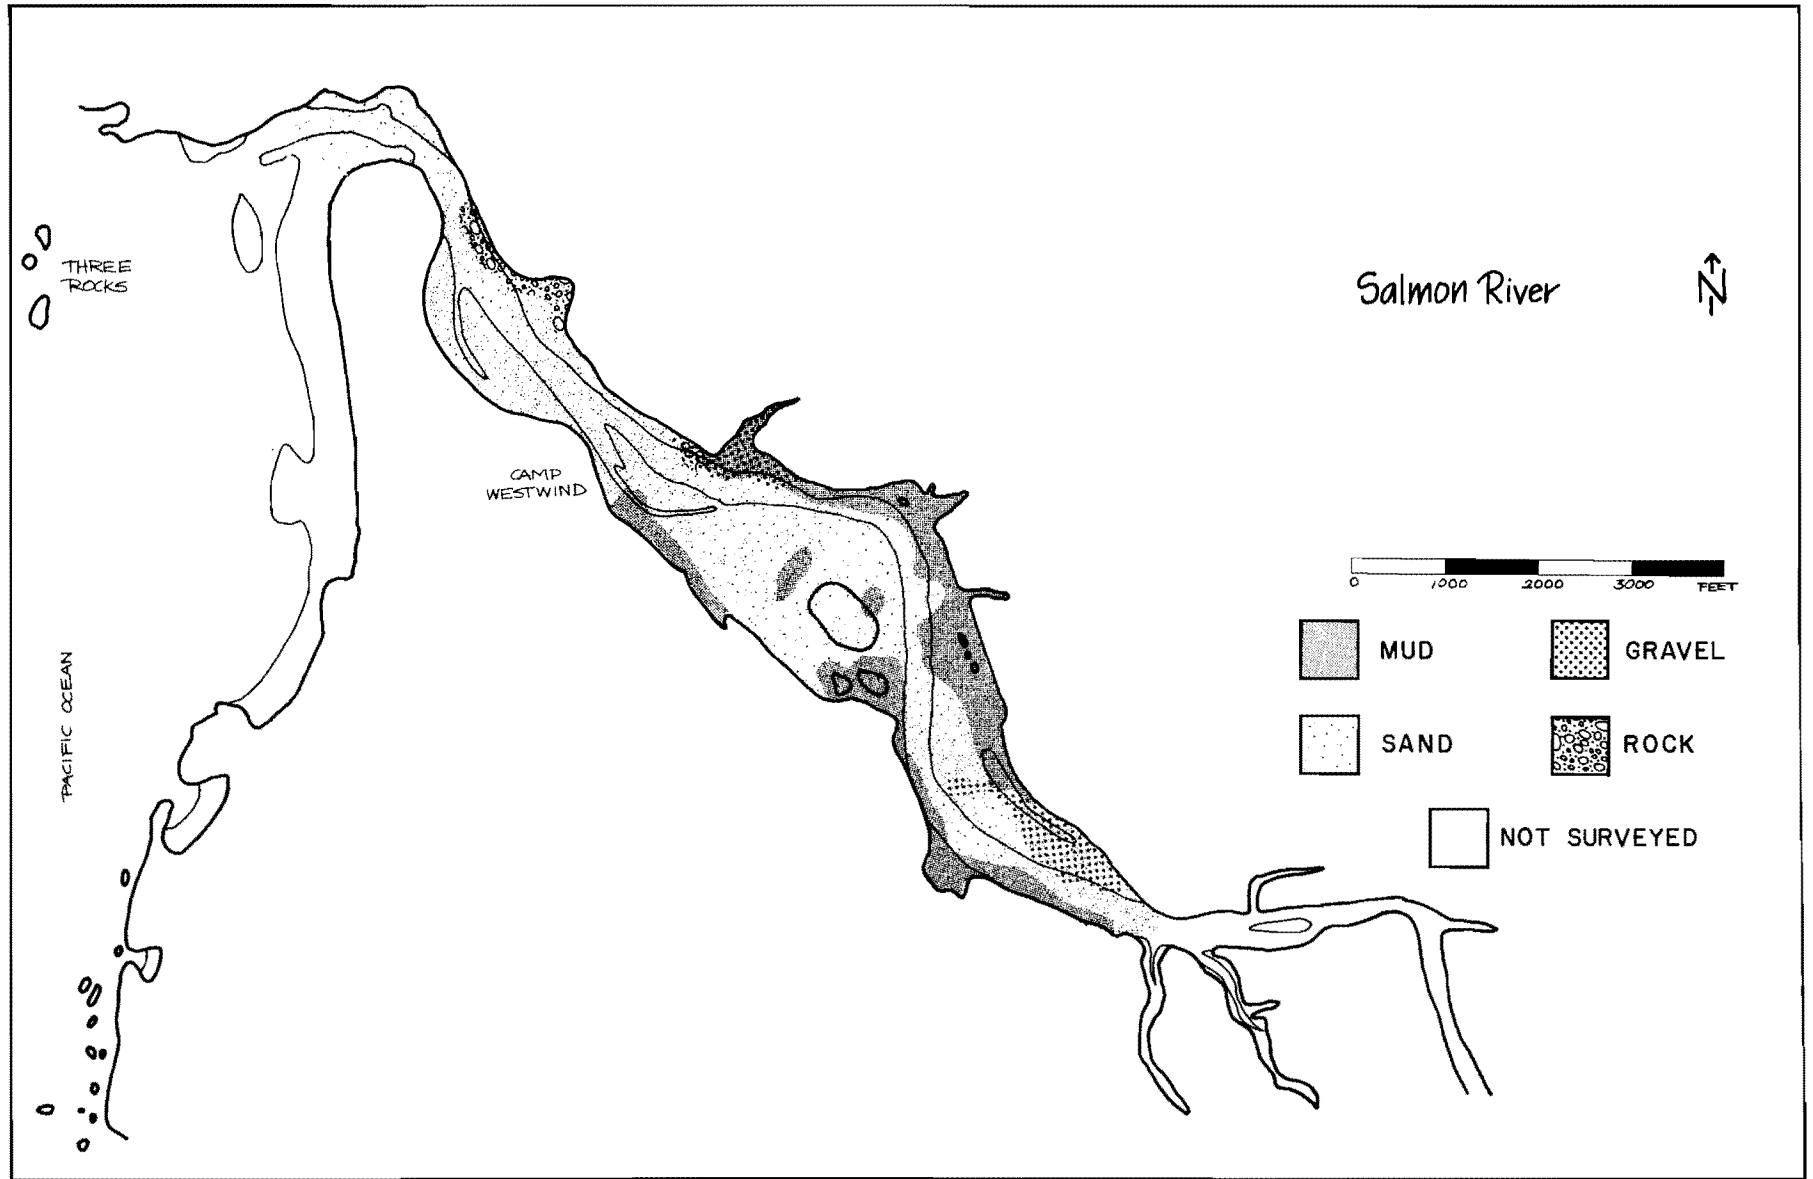 THREE
ROCKS
Salmon River
N
CAMP
WESTWIND
0 1000 2000 3000 FEET
MUD
GRAVEL
PACIFIC OCEAN
SAND
ROCK
NOT SURVEYED